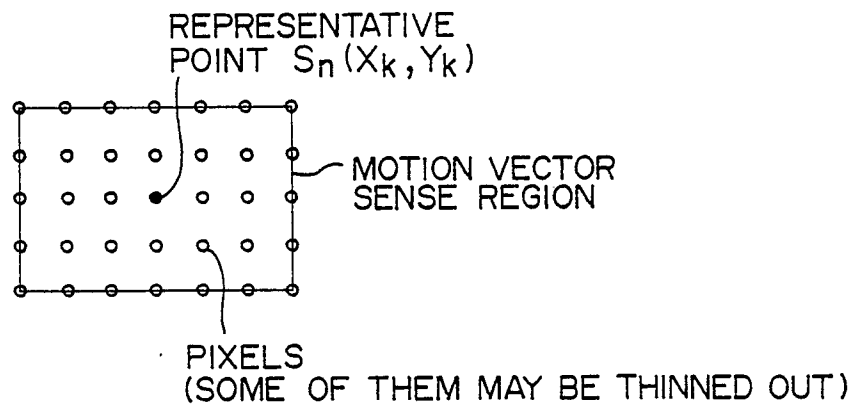 REPRESENTATIVE
POINT Sn(Xk,Yk)
MOTION VECTOR
SENSE REGION
PIXELS
(SOME OF THEM MAY BE THINNED OUT)